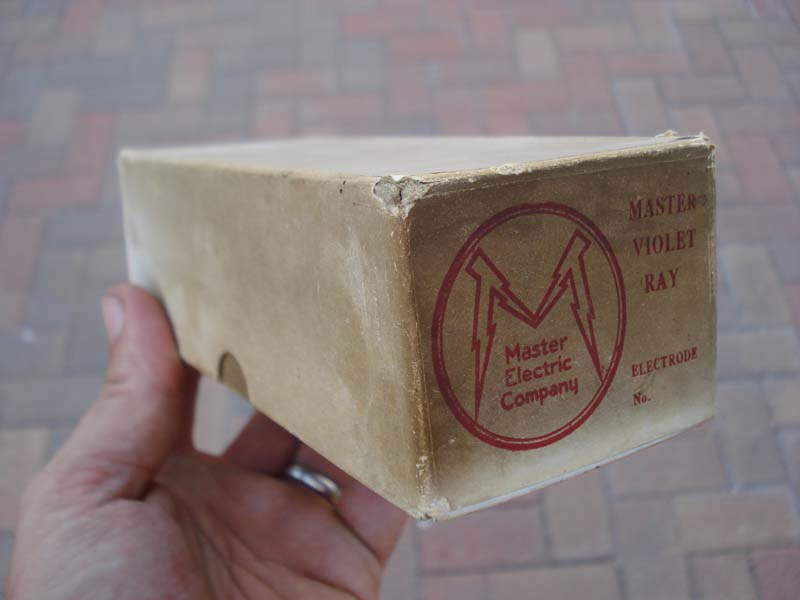 MASTER
VIOLET
RAY
Master
Electric
Company
ELECTRODE
No.